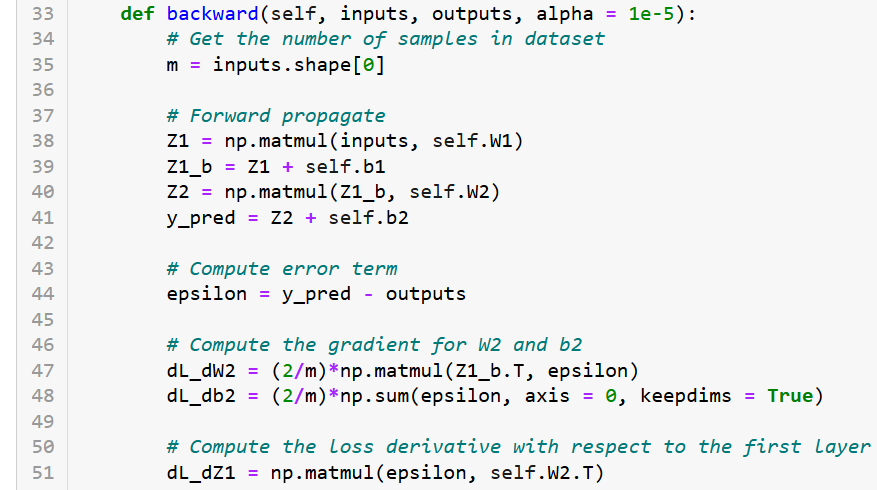 33 def backward(self, inputs, outputs, alpha = 1e-5):
34 # Get the number of samples in dataset
35 m = inputs.shape[0]
36
37 # Forward propagate
38 Z1 = np.matmul(inputs, self.W1)
39 Z1_b = Z1 + self.b1
40 Z2 = np.matmul(Z1_b, self.W2)
41 y_pred = Z2 + self.b2
42
43 # Compute error term
44 epsilon = y_pred - outputs
45
46 # Compute the gradient for W2 and b2
47 dL_dW2 = (2/m)*np.matmul(Z1_b.T, epsilon)
48 dL_db2 = (2/m)*np.sum(epsilon, axis = 0, keepdims = True)
49
50 # Compute the loss derivative with respect to the first layer
51 dL_dZ1 = np.matmul(epsilon, self.W2.T)